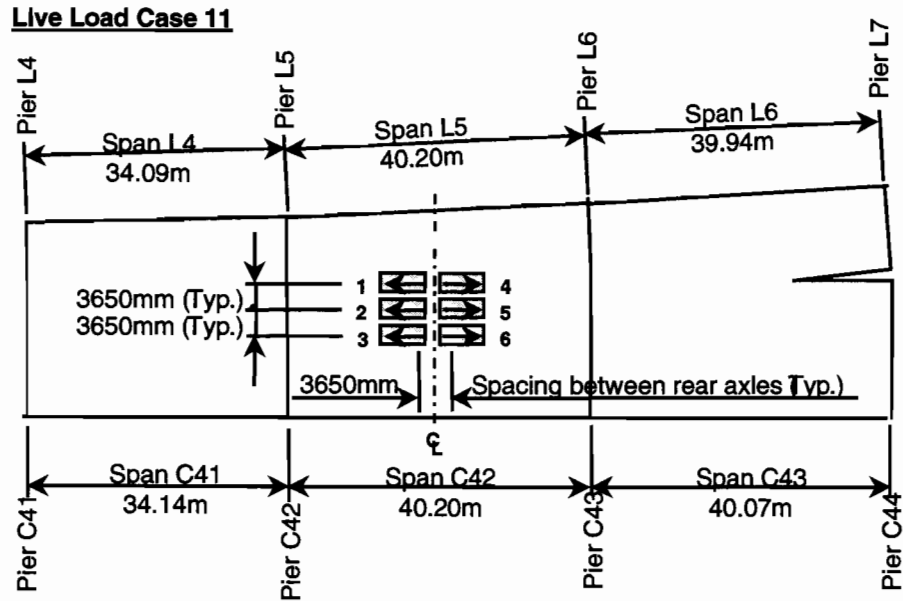 Live Load Case 11
Pier L4
Pier L5
Pier L6
Pier L7
Span L4
34.09m
Span L5
40.20m
Span L6
39.94m
3650mm (Typ.)
3650mm (Typ.)
1
2
3
4
5
6
3650mm
Spacing between rear axles (Typ.)
℄
Span C41
34.14m
Span C42
40.20m
Span C43
40.07m
Pier C41
Pier C42
Pier C43
Pier C44